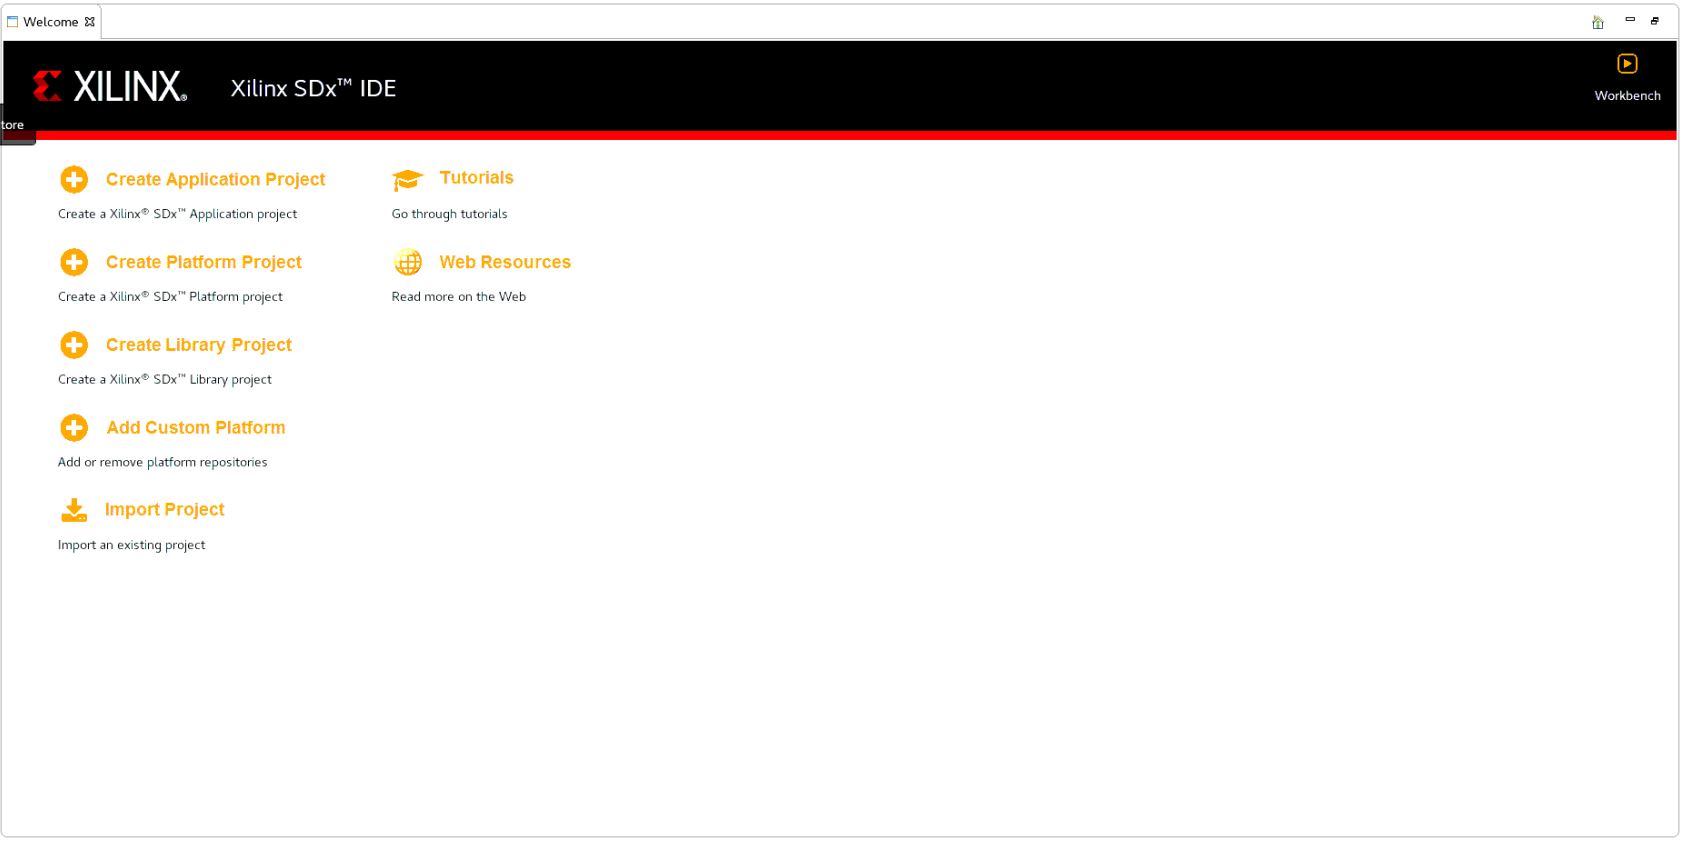 Welcome
XILINX®
Xilinx SDx™ IDE
Workbench
tore
Create Application Project
Create a Xilinx® SDx™ Application project
Create Platform Project
Create a Xilinx® SDx™ Platform project
Create Library Project
Create a Xilinx® SDx™ Library project
Add Custom Platform
Add or remove platform repositories
Import Project
Import an existing project
Tutorials
Go through tutorials
Web Resources
Read more on the Web